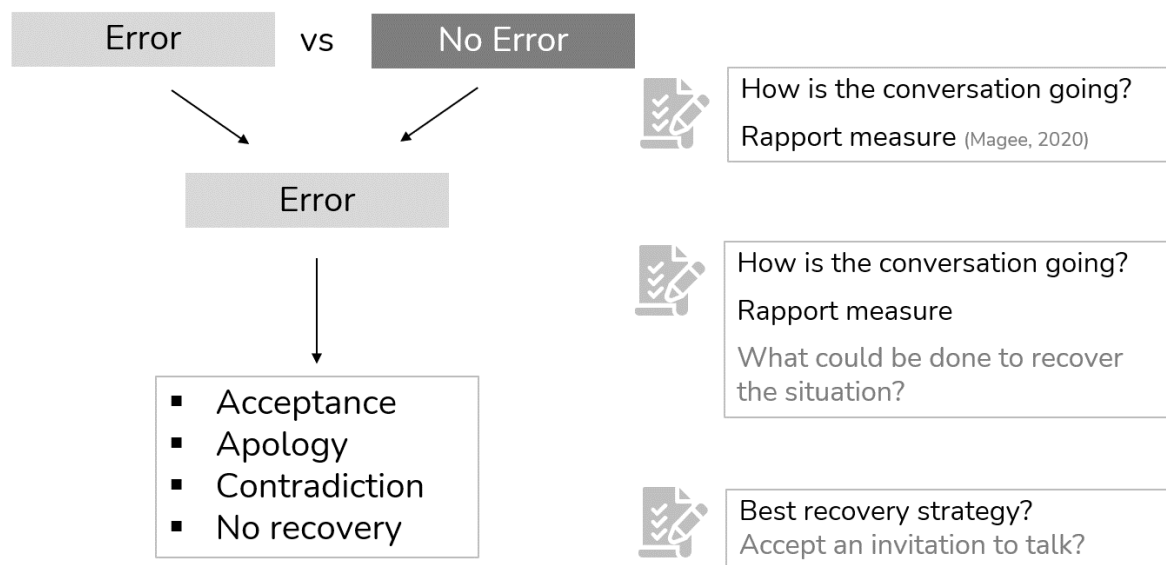 Error vs No Error
How is the conversation going?
Rapport measure (Magee, 2020)
Error
How is the conversation going?
Rapport measure
What could be done to recover
the situation?
▪ Acceptance
▪ Apology
▪ Contradiction
▪ No recovery
Best recovery strategy?
Accept an invitation to talk?